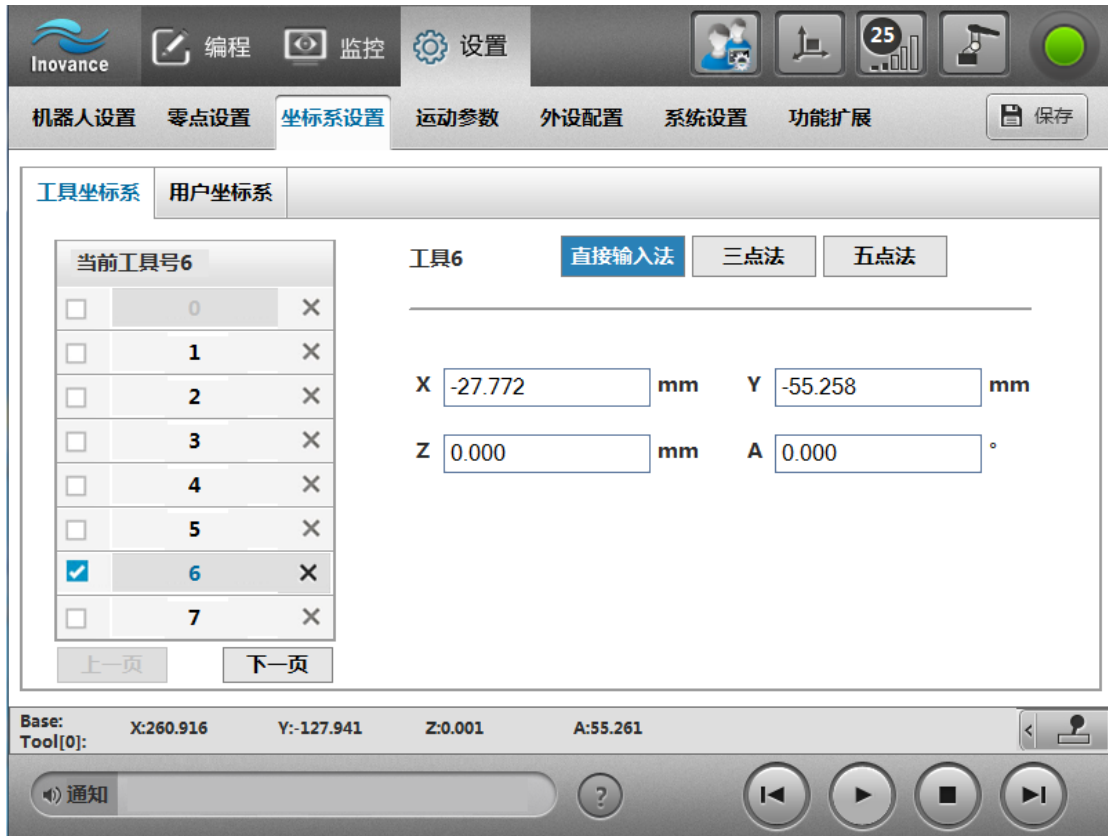 Inovance 编程 监控 设置 25
机器人设置 零点设置 坐标系设置 运动参数 外设配置 系统设置 功能扩展 保存
工具坐标系 用户坐标系
当前工具号6
0
1
2
3
4
5
6
7
上一页 下一页
工具6 直接输入法 三点法 五点法
X -27.772 mm Y -55.258 mm
Z 0.000 mm A 0.000 °
Base:
Tool[0]: X:260.916 Y:-127.941 Z:0.001 A:55.261
通知 ?